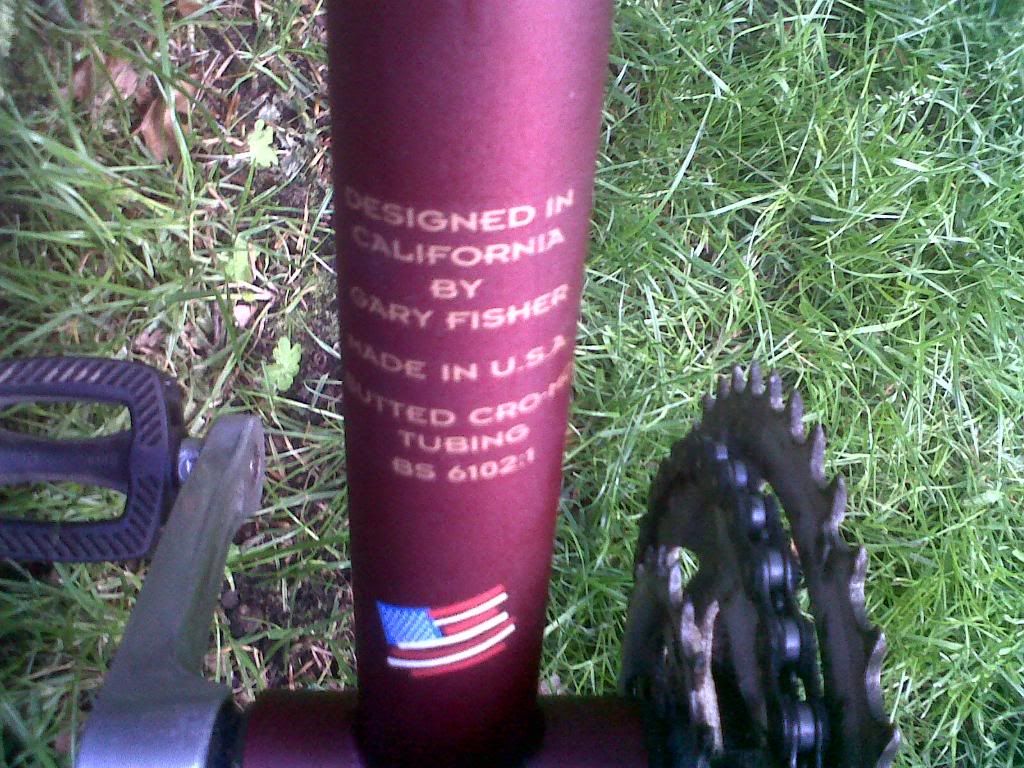 DESIGNED IN
CALIFORNIA
BY
GARY FISHER
MADE IN U.S.A
BUTTED CRO-MO
TUBING
BS 6102:1